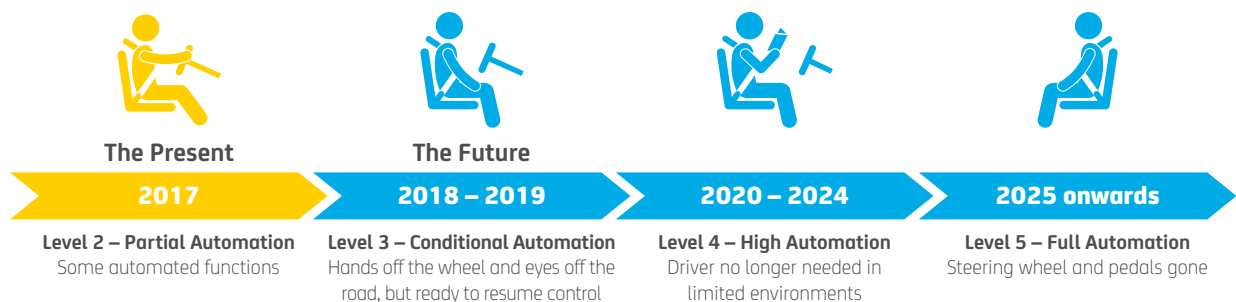 The Present
The Future
2017
2018 – 2019
2020 – 2024
2025 onwards
Level 2 – Partial Automation
Some automated functions
Level 3 – Conditional Automation
Hands off the wheel and eyes off the
road, but ready to resume control
Level 4 – High Automation
Driver no longer needed in
limited environments
Level 5 – Full Automation
Steering wheel and pedals gone